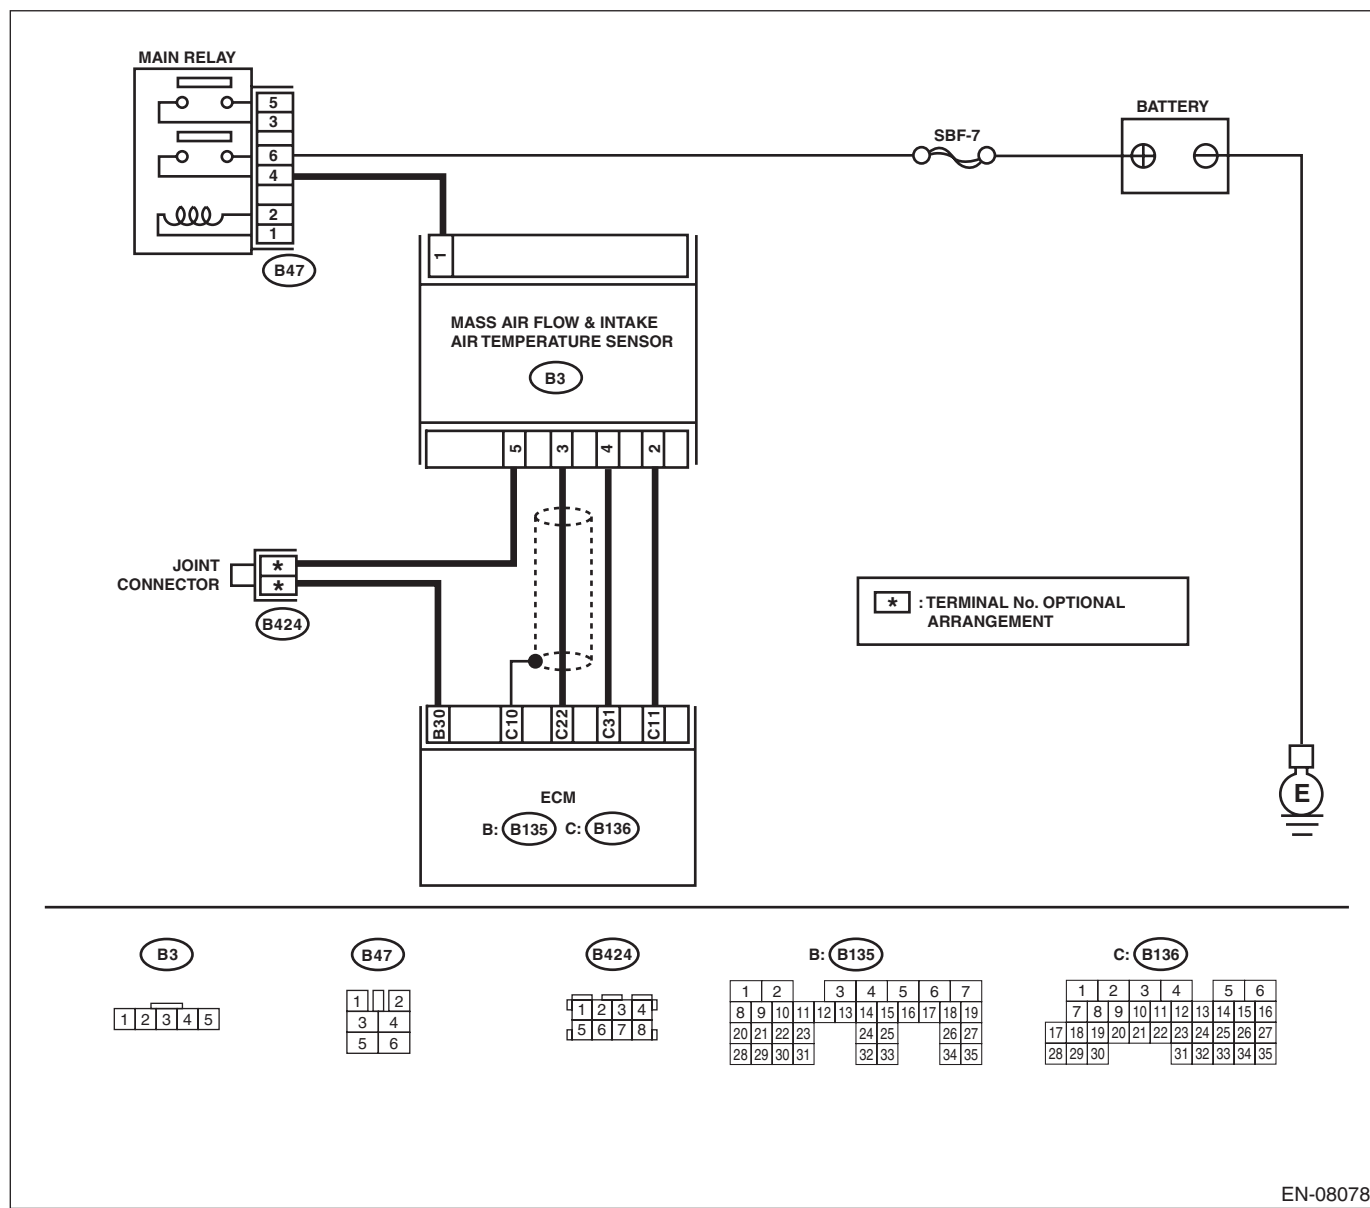 MAIN RELAY
5
3
6
4
2
1
B47
SBF-7
BATTERY
1
MASS AIR FLOW & INTAKE
AIR TEMPERATURE SENSOR
B3
5 3 4 2
JOINT
CONNECTOR
*
*
B424
* : TERMINAL No. OPTIONAL
ARRANGEMENT
B30 C10 C22 C31 C11
ECM
B: B135 C: B136
E
B3
1 2 3 4 5
B47
1 2
3 4
5 6
B424
1 2 3 4
5 6 7 8
B: B135
1 2 3 4 5 6 7
8 9 10 11 12 13 14 15 16 17 18 19
20 21 22 23 24 25 26 27
28 29 30 31 32 33 34 35
C: B136
1 2 3 4 5 6
7 8 9 10 11 12 13 14 15 16
17 18 19 20 21 22 23 24 25 26 27
28 29 30 31 32 33 34 35
EN-08078